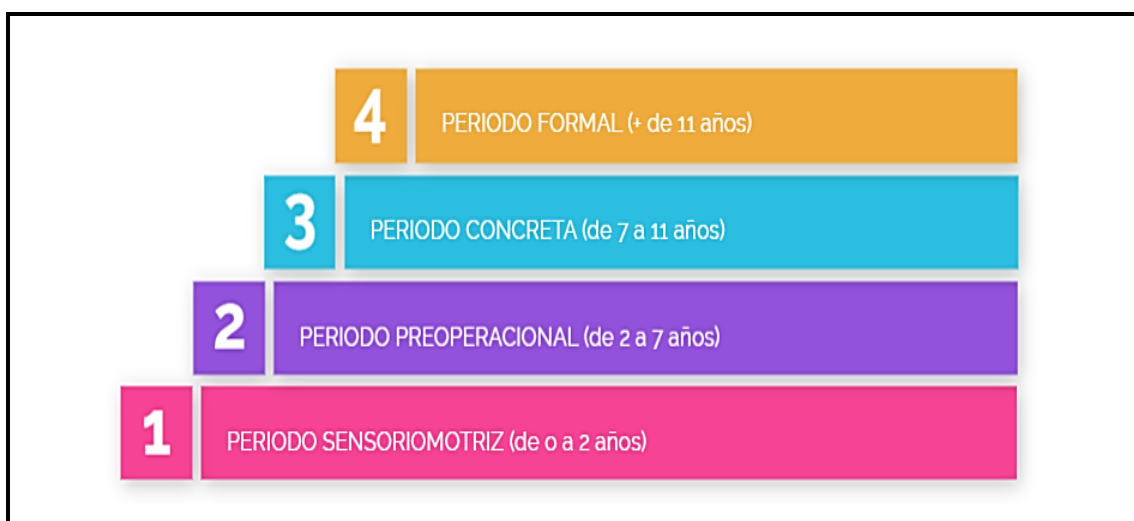 4 PERIODO FORMAL (+ de 11 años)
3 PERIODO CONCRETA (de 7 a 11 años)
2 PERIODO PREOPERACIONAL (de 2 a 7 años)
1 PERIODO SENSORIOMOTRIZ (de 0 a 2 años)